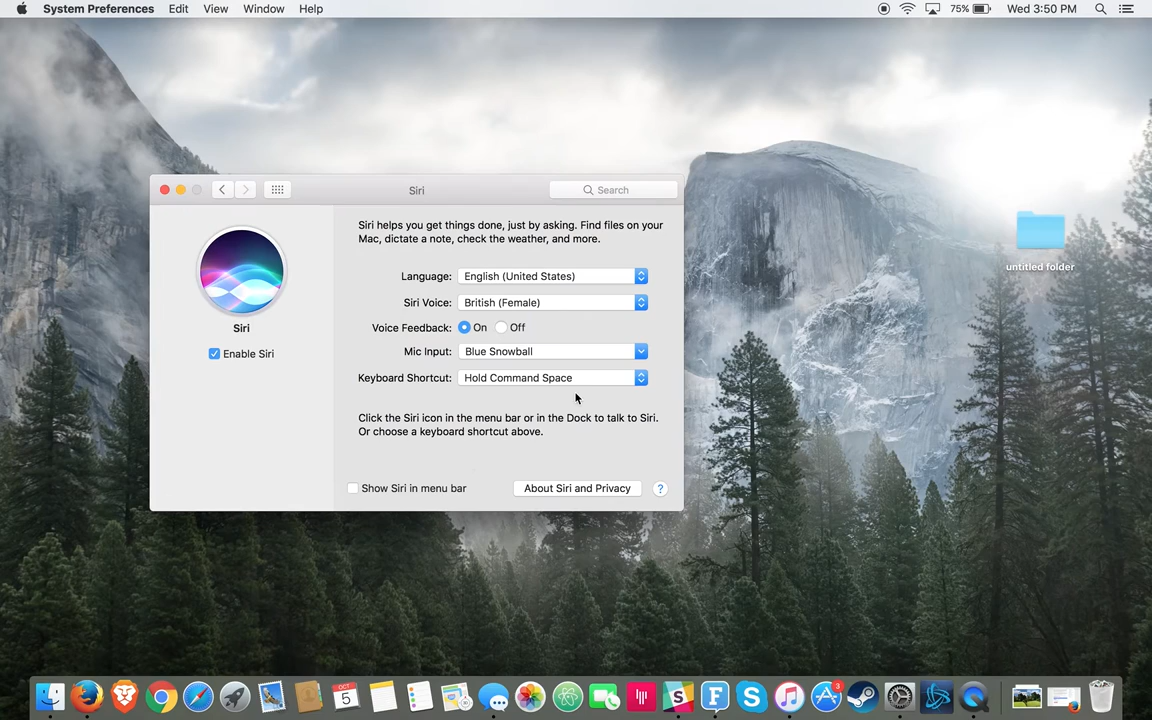 System Preferences Edit View Window Help 75% Wed 3:50 PM
Siri Search
Siri helps you get things done, just by asking. Find files on your
Mac, dictate a note, check the weather, and more.
Language: English (United States)
Siri Voice: British (Female)
Siri
Voice Feedback: On Off
Enable Siri
Mic Input: Blue Snowball
Keyboard Shortcut: Hold Command Space
Click the Siri icon in the menu bar or in the Dock to talk to Siri.
Or choose a keyboard shortcut above.
Show Siri in menu bar About Siri and Privacy ?
untitled folder
OCT
5
3